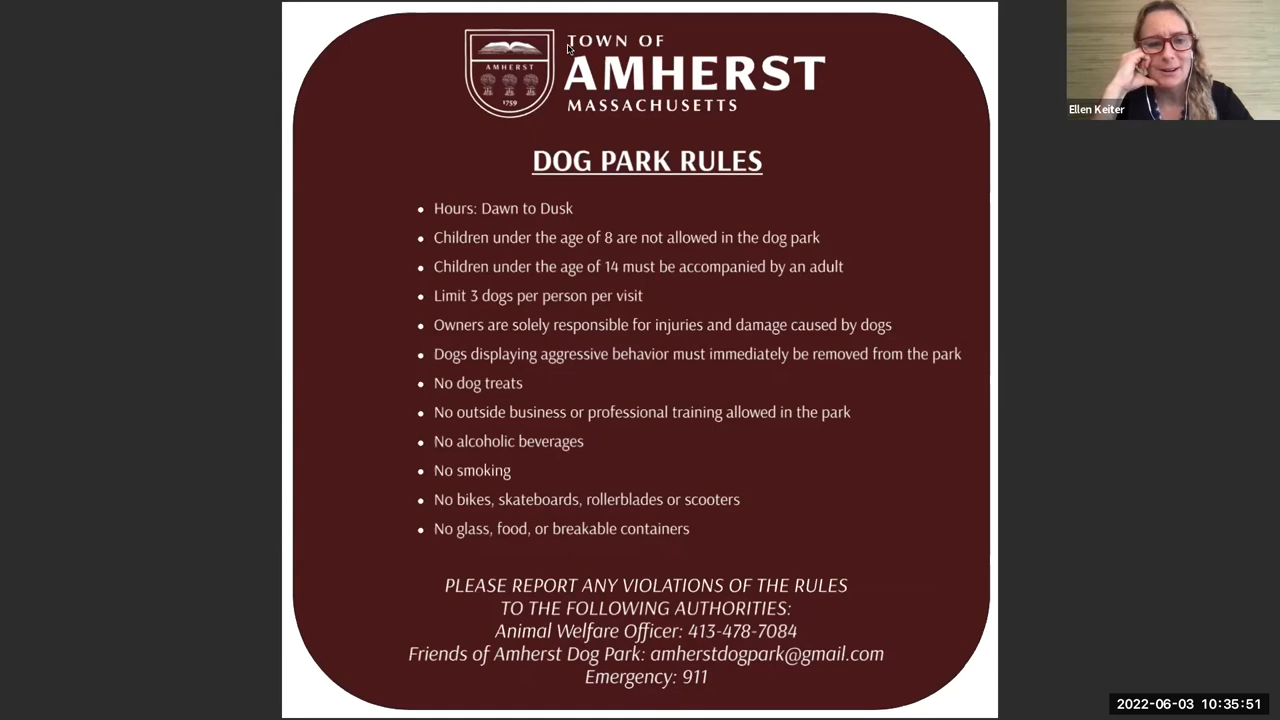 TOWN OF
AMHERST
MASSACHUSETTS
AMHERST
1759
DOG PARK RULES
• Hours: Dawn to Dusk
• Children under the age of 8 are not allowed in the dog park
• Children under the age of 14 must be accompanied by an adult
• Limit 3 dogs per person per visit
• Owners are solely responsible for injuries and damage caused by dogs
• Dogs displaying aggressive behavior must immediately be removed from the park
• No dog treats
• No outside business or professional training allowed in the park
• No alcoholic beverages
• No smoking
• No bikes, skateboards, rollerblades or scooters
• No glass, food, or breakable containers
PLEASE REPORT ANY VIOLATIONS OF THE RULES
TO THE FOLLOWING AUTHORITIES:
Animal Welfare Officer: 413-478-7084
Friends of Amherst Dog Park: amherstdogpark@gmail.com
Emergency: 911
Ellen Keiter
2022-06-03 10:35:51